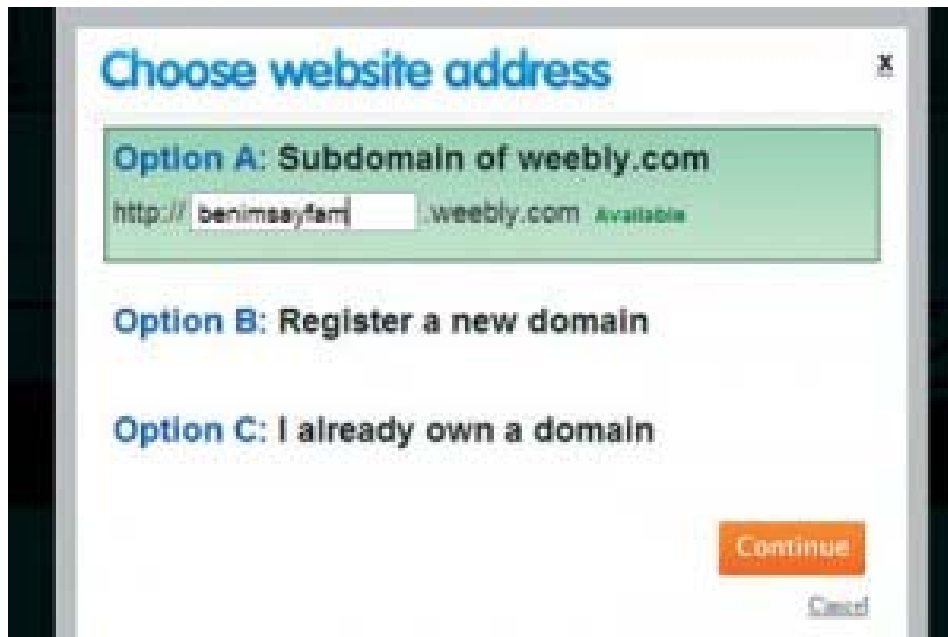 Choose website address
x
Option A: Subdomain of weebly.com
http:// benimsayfam .weebly.com Available
Option B: Register a new domain
Option C: I already own a domain
Continue
Cancel